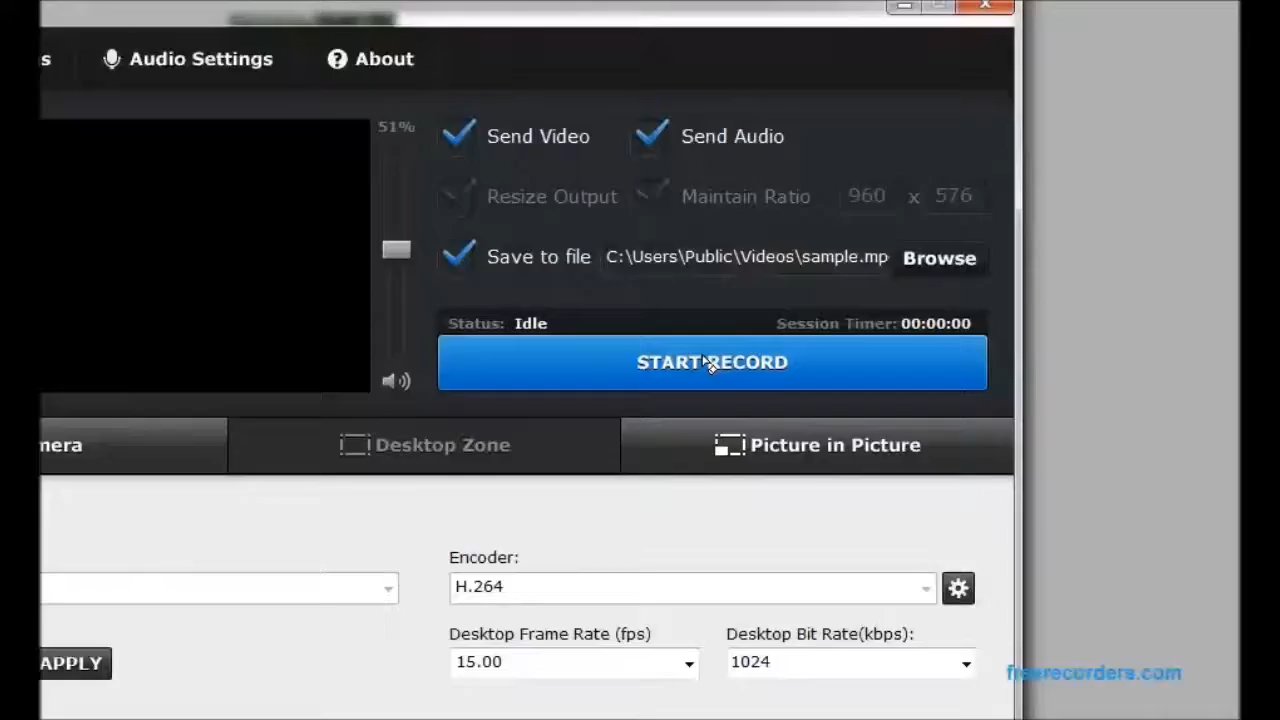 s
Audio Settings
About
51%
Send Video
Send Audio
Resize Output
Maintain Ratio
960 x 576
Save to file
C:\Users\Public\Videos\sample.mp
Browse
Status: Idle
Session Timer: 00:00:00
START RECORD
mera
Desktop Zone
Picture in Picture
Encoder:
H.264
Desktop Frame Rate (fps)
Desktop Bit Rate(kbps):
APPLY
15.00
1024
freerecorders.com